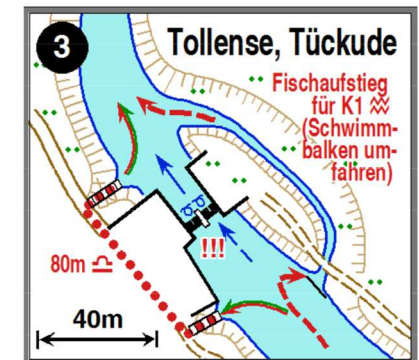 3
Tollense, Tückude
Fischaufstieg
für K1
(Schwimm-
balken um-
fahren)
!!!
80m
40m